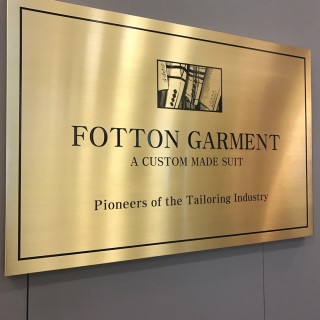 FOTTON GARMENT
A CUSTOM MADE SUIT
Pioneers of the Tailoring Industry